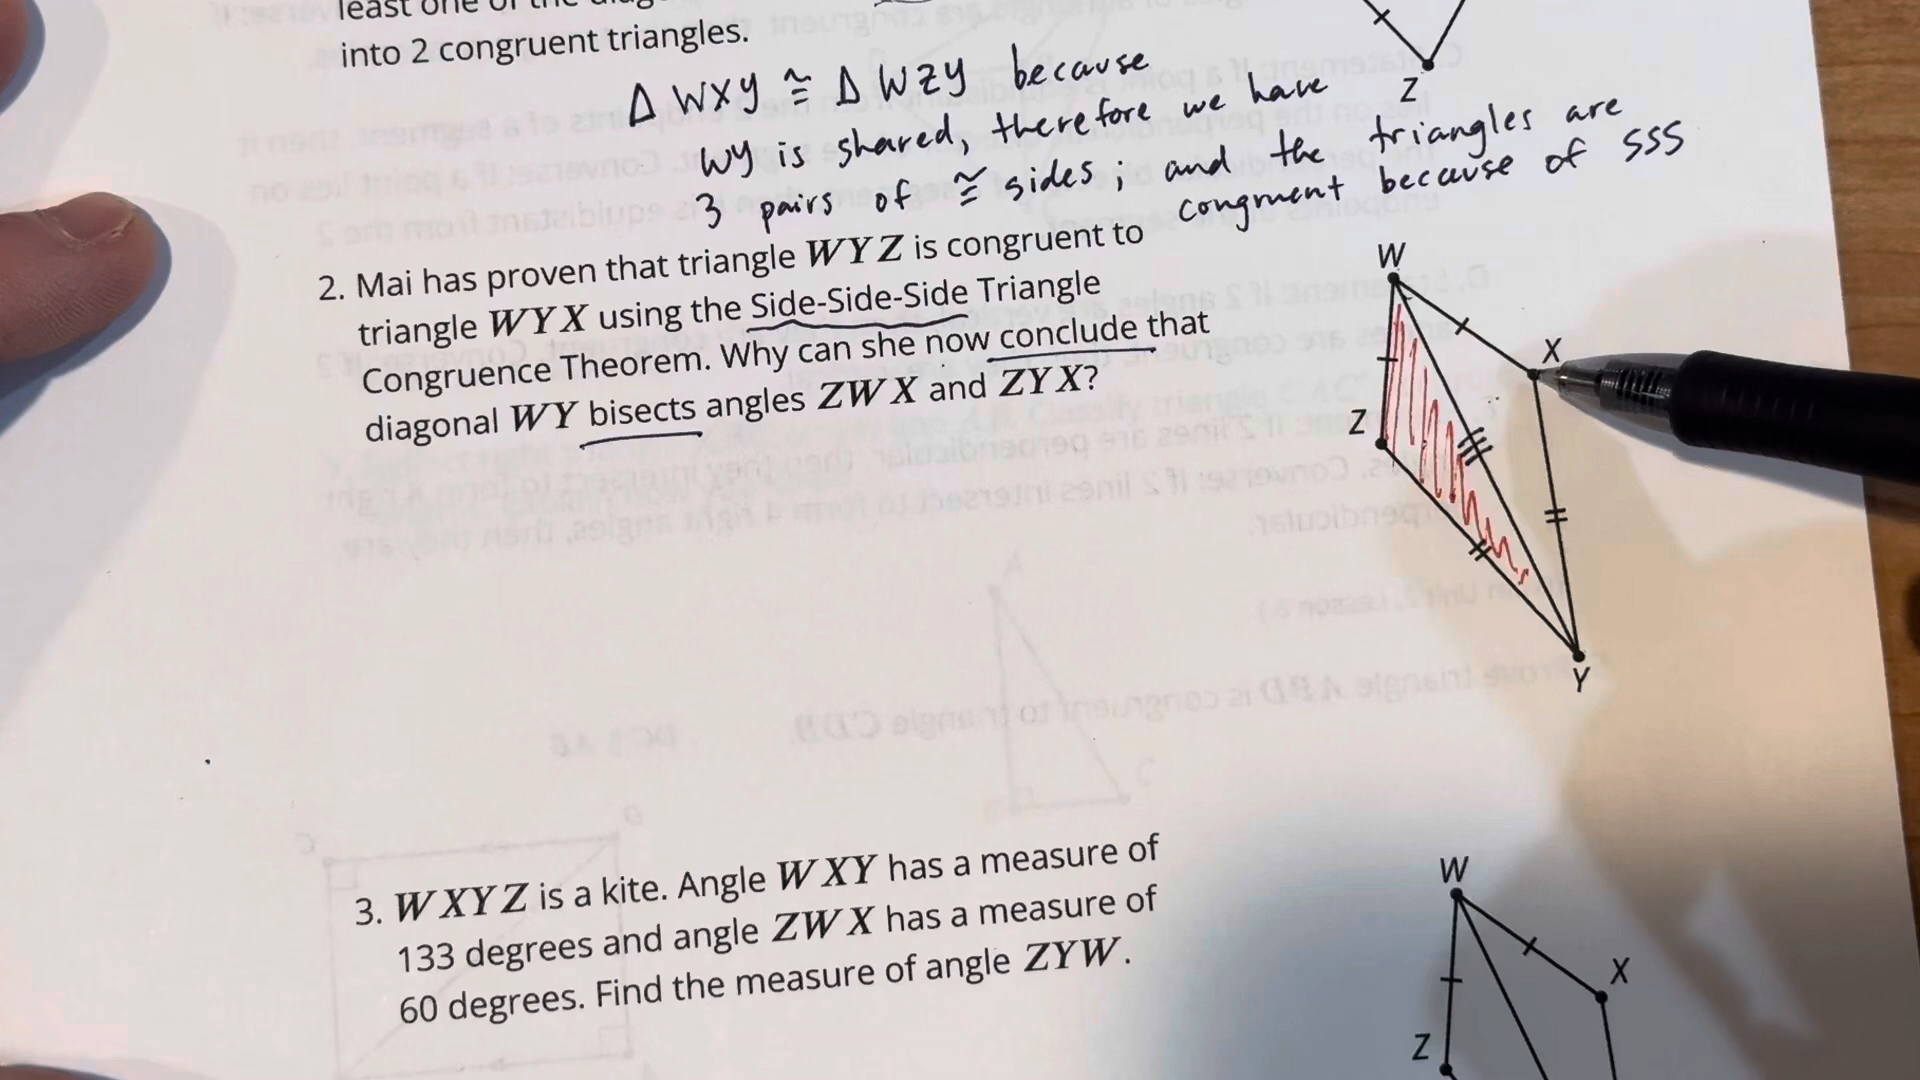 least one of the
into 2 congruent triangles.
Δ WXY ≅ Δ WZY because
WY is shared, therefore we have
3 pairs of ≅ sides; and the triangles are
congruent because of SSS
Z
2. Mai has proven that triangle WYZ is congruent to
triangle WYX using the Side-Side-Side Triangle
Congruence Theorem. Why can she now conclude that
diagonal WY bisects angles ZWX and ZYX?
W
X
Z
Y
3. WXYZ is a kite. Angle WXY has a measure of
133 degrees and angle ZWX has a measure of
60 degrees. Find the measure of angle ZYW.
W
X
Z